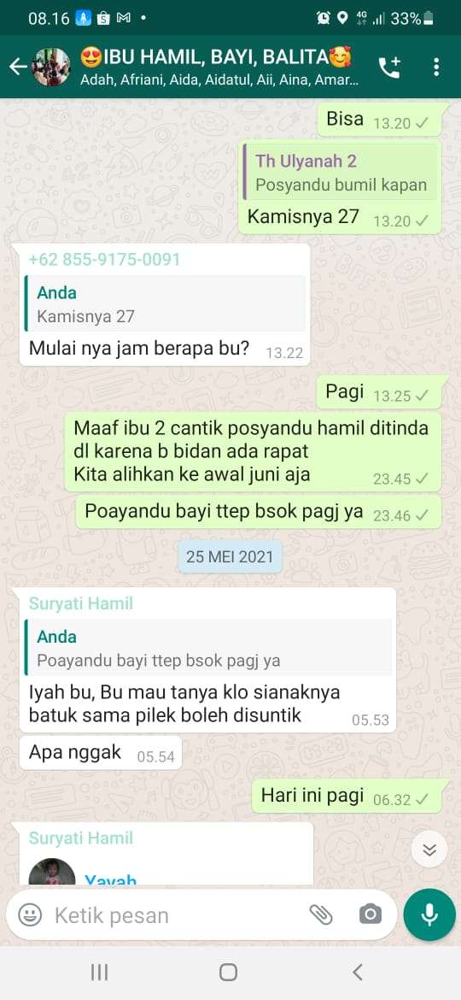 08.16
4G
33%
😍IBU HAMIL, BAYI, BALITA🥰
Adah, Afriani, Aida, Aidatul, Aii, Aina, Amar...
Bisa 13.20
Th Ulyanah 2
Posyandu bumil kapan
Kamisnya 27 13.20
+62 855-9175-0091
Anda
Kamisnya 27
Mulai nya jam berapa bu? 13.22
Pagi 13.25
Maaf ibu 2 cantik posyandu hamil ditinda
dl karena b bidan ada rapat
Kita alihkan ke awal juni aja 23.45
Poayandu bayi ttep bsok pagj ya 23.46
25 MEI 2021
Suryati Hamil
Anda
Poayandu bayi ttep bsok pagj ya
Iyah bu, Bu mau tanya klo sianaknya
batuk sama pilek boleh disuntik 05.53
Apa nggak 05.54
Hari ini pagi 06.32
Suryati Hamil
Yayah
Ketik pesan